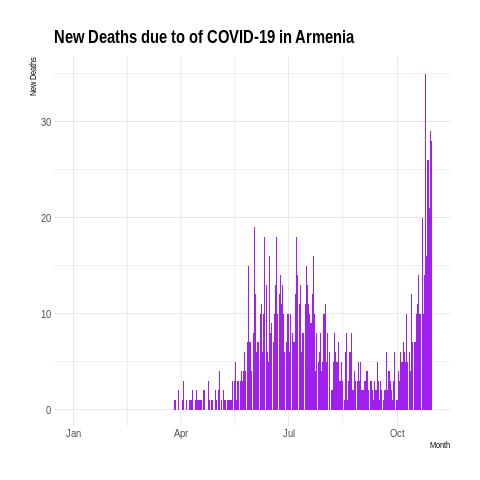 New Deaths due to of COVID-19 in Armenia
New Deaths
30
20
10
0
Jan Apr Jul Oct
Month